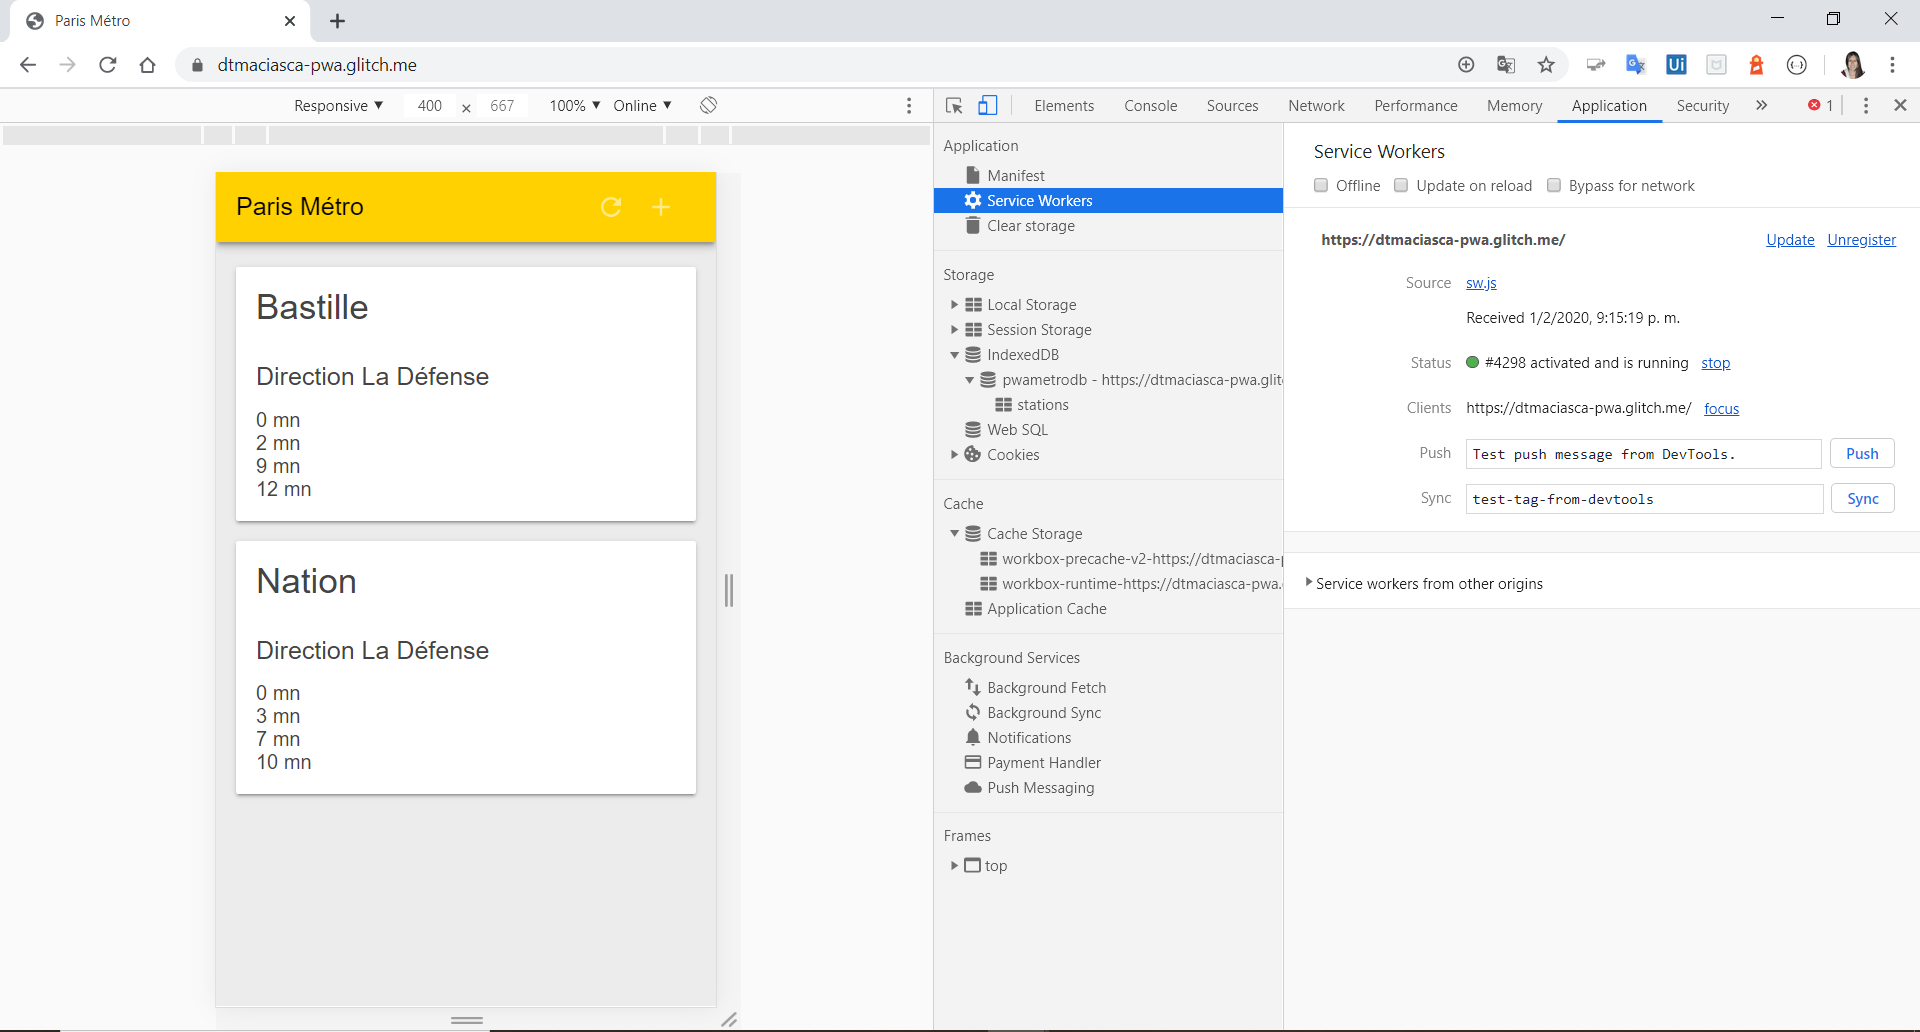 Paris Métro
dtmaciasca-pwa.glitch.me
Responsive ▼ 400 × 667 100% ▼ Online ▼
Elements Console Sources Network Performance Memory Application Security » 1
Paris Métro
Bastille
Direction La Défense
0 mn
2 mn
9 mn
12 mn
Nation
Direction La Défense
0 mn
3 mn
7 mn
10 mn
Application
Manifest
Service Workers
Clear storage
Storage
Local Storage
Session Storage
IndexedDB
pwametrodb - https://dtmaciasca-pwa.glit
stations
Web SQL
Cookies
Cache
Cache Storage
workbox-precache-v2-https://dtmaciasca-p
workbox-runtime-https://dtmaciasca-pwa.
Application Cache
Background Services
Background Fetch
Background Sync
Notifications
Payment Handler
Push Messaging
Frames
top
Service Workers
Offline Update on reload Bypass for network
https://dtmaciasca-pwa.glitch.me/ Update Unregister
Source sw.js
Received 1/2/2020, 9:15:19 p. m.
Status #4298 activated and is running stop
Clients https://dtmaciasca-pwa.glitch.me/ focus
Push Test push message from DevTools. Push
Sync test-tag-from-devtools Sync
Service workers from other origins